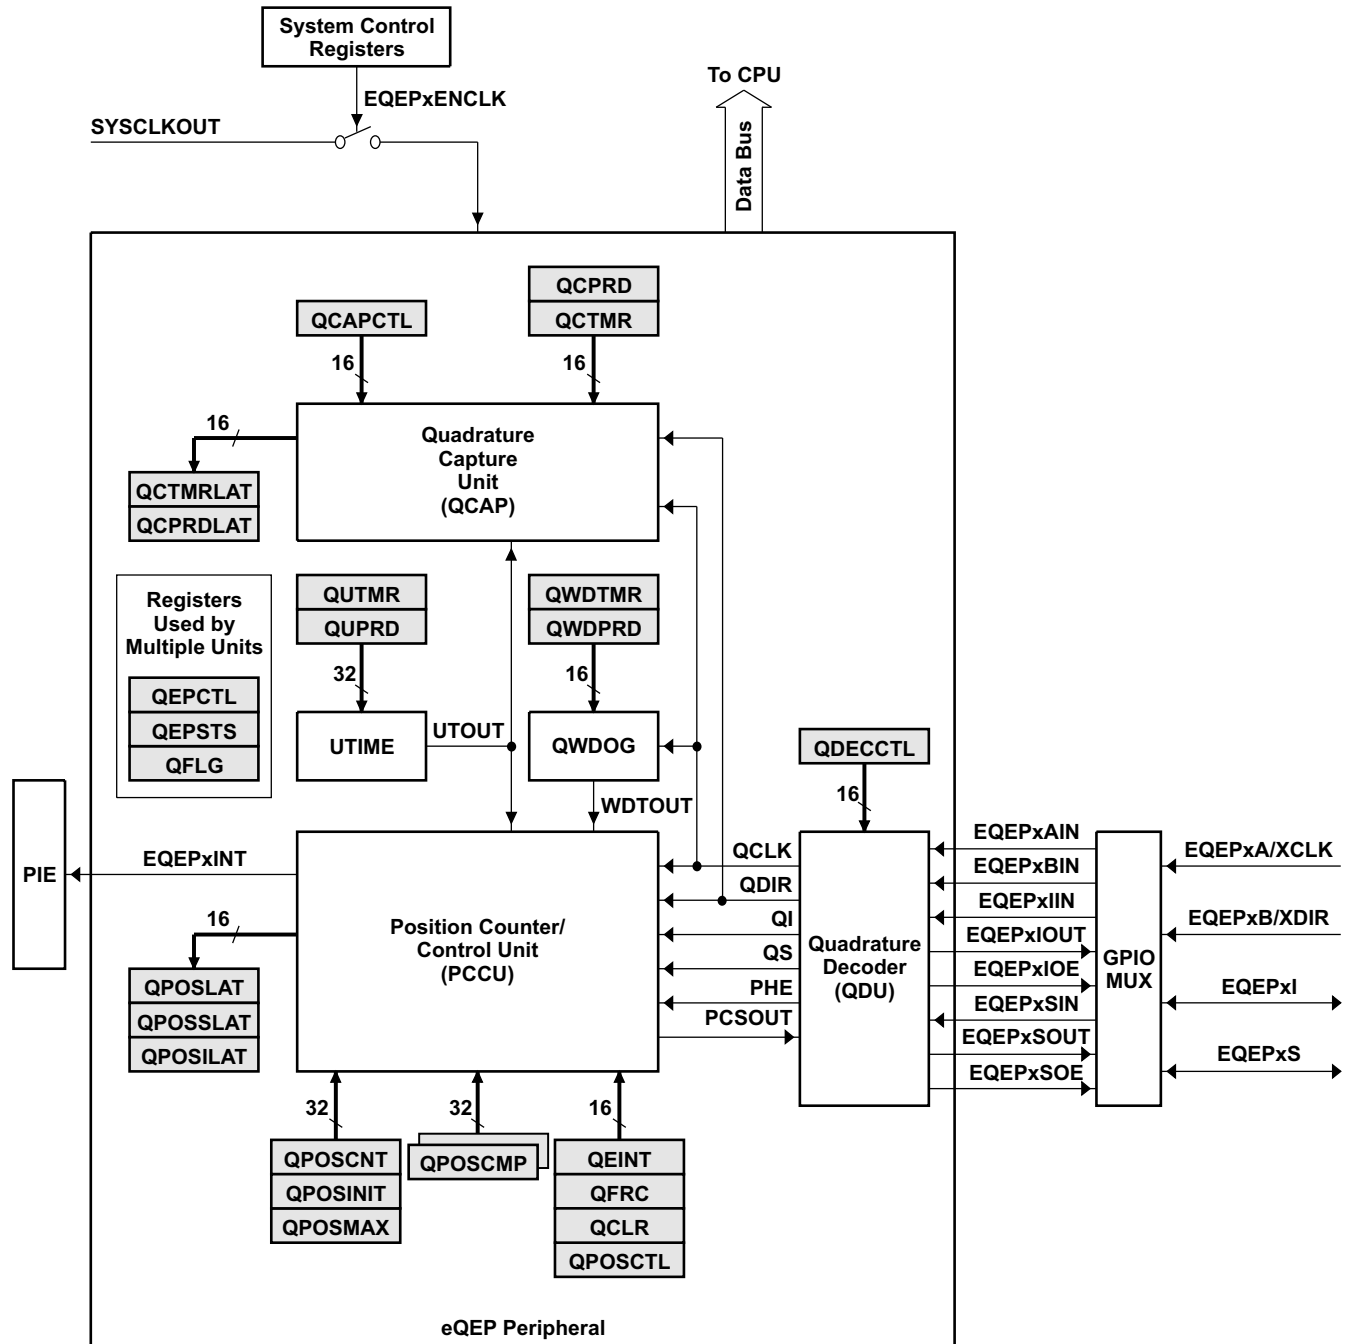 System Control
Registers
To CPU
EQEPxENCLK
SYSCLKOUT
Data Bus
QCPRD
QCAPCTL
QCTMR
16
16
16
Quadrature
Capture
Unit
(QCAP)
QCTMRLAT
QCPRDLAT
Registers
Used by
Multiple Units
QUTMR
QUPRD
QWDTMR
QWDPRD
QEPCTL
QEPSTS
QFLG
32
16
UTIME
UTOUT
QWDOG
QDECCTL
WDTOUT
16
PIE
EQEPxINT
16
Position Counter/
Control Unit
(PCCU)
QCLK
QDIR
QI
QS
PHE
PCSOUT
Quadrature
Decoder
(QDU)
EQEPxAIN
EQEPxBIN
EQEPxIIN
EQEPxIOUT
EQEPxIOE
EQEPxSIN
EQEPxSOUT
EQEPxSOE
GPIO
MUX
EQEPxA/XCLK
EQEPxB/XDIR
EQEPxI
EQEPxS
QPOSLAT
QPOSSLAT
QPOSILAT
32
32
16
QPOSCNT
QPOSINIT
QPOSMAX
QPOSCMP
QEINT
QFRC
QCLR
QPOSCTL
eQEP Peripheral